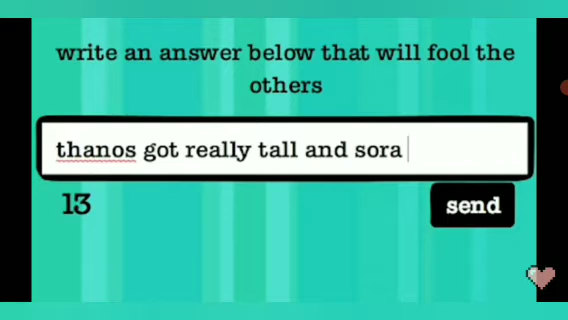 write an answer below that will fool the
others
thanos got really tall and sora
13
send